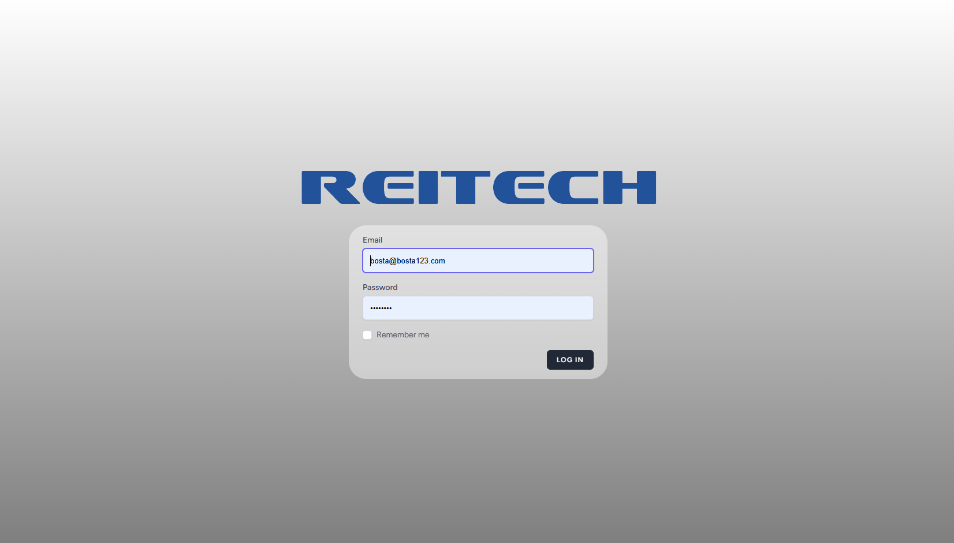 REITECH
Email
bosta@bosta123.com
Password
••••••••
Remember me
LOG IN